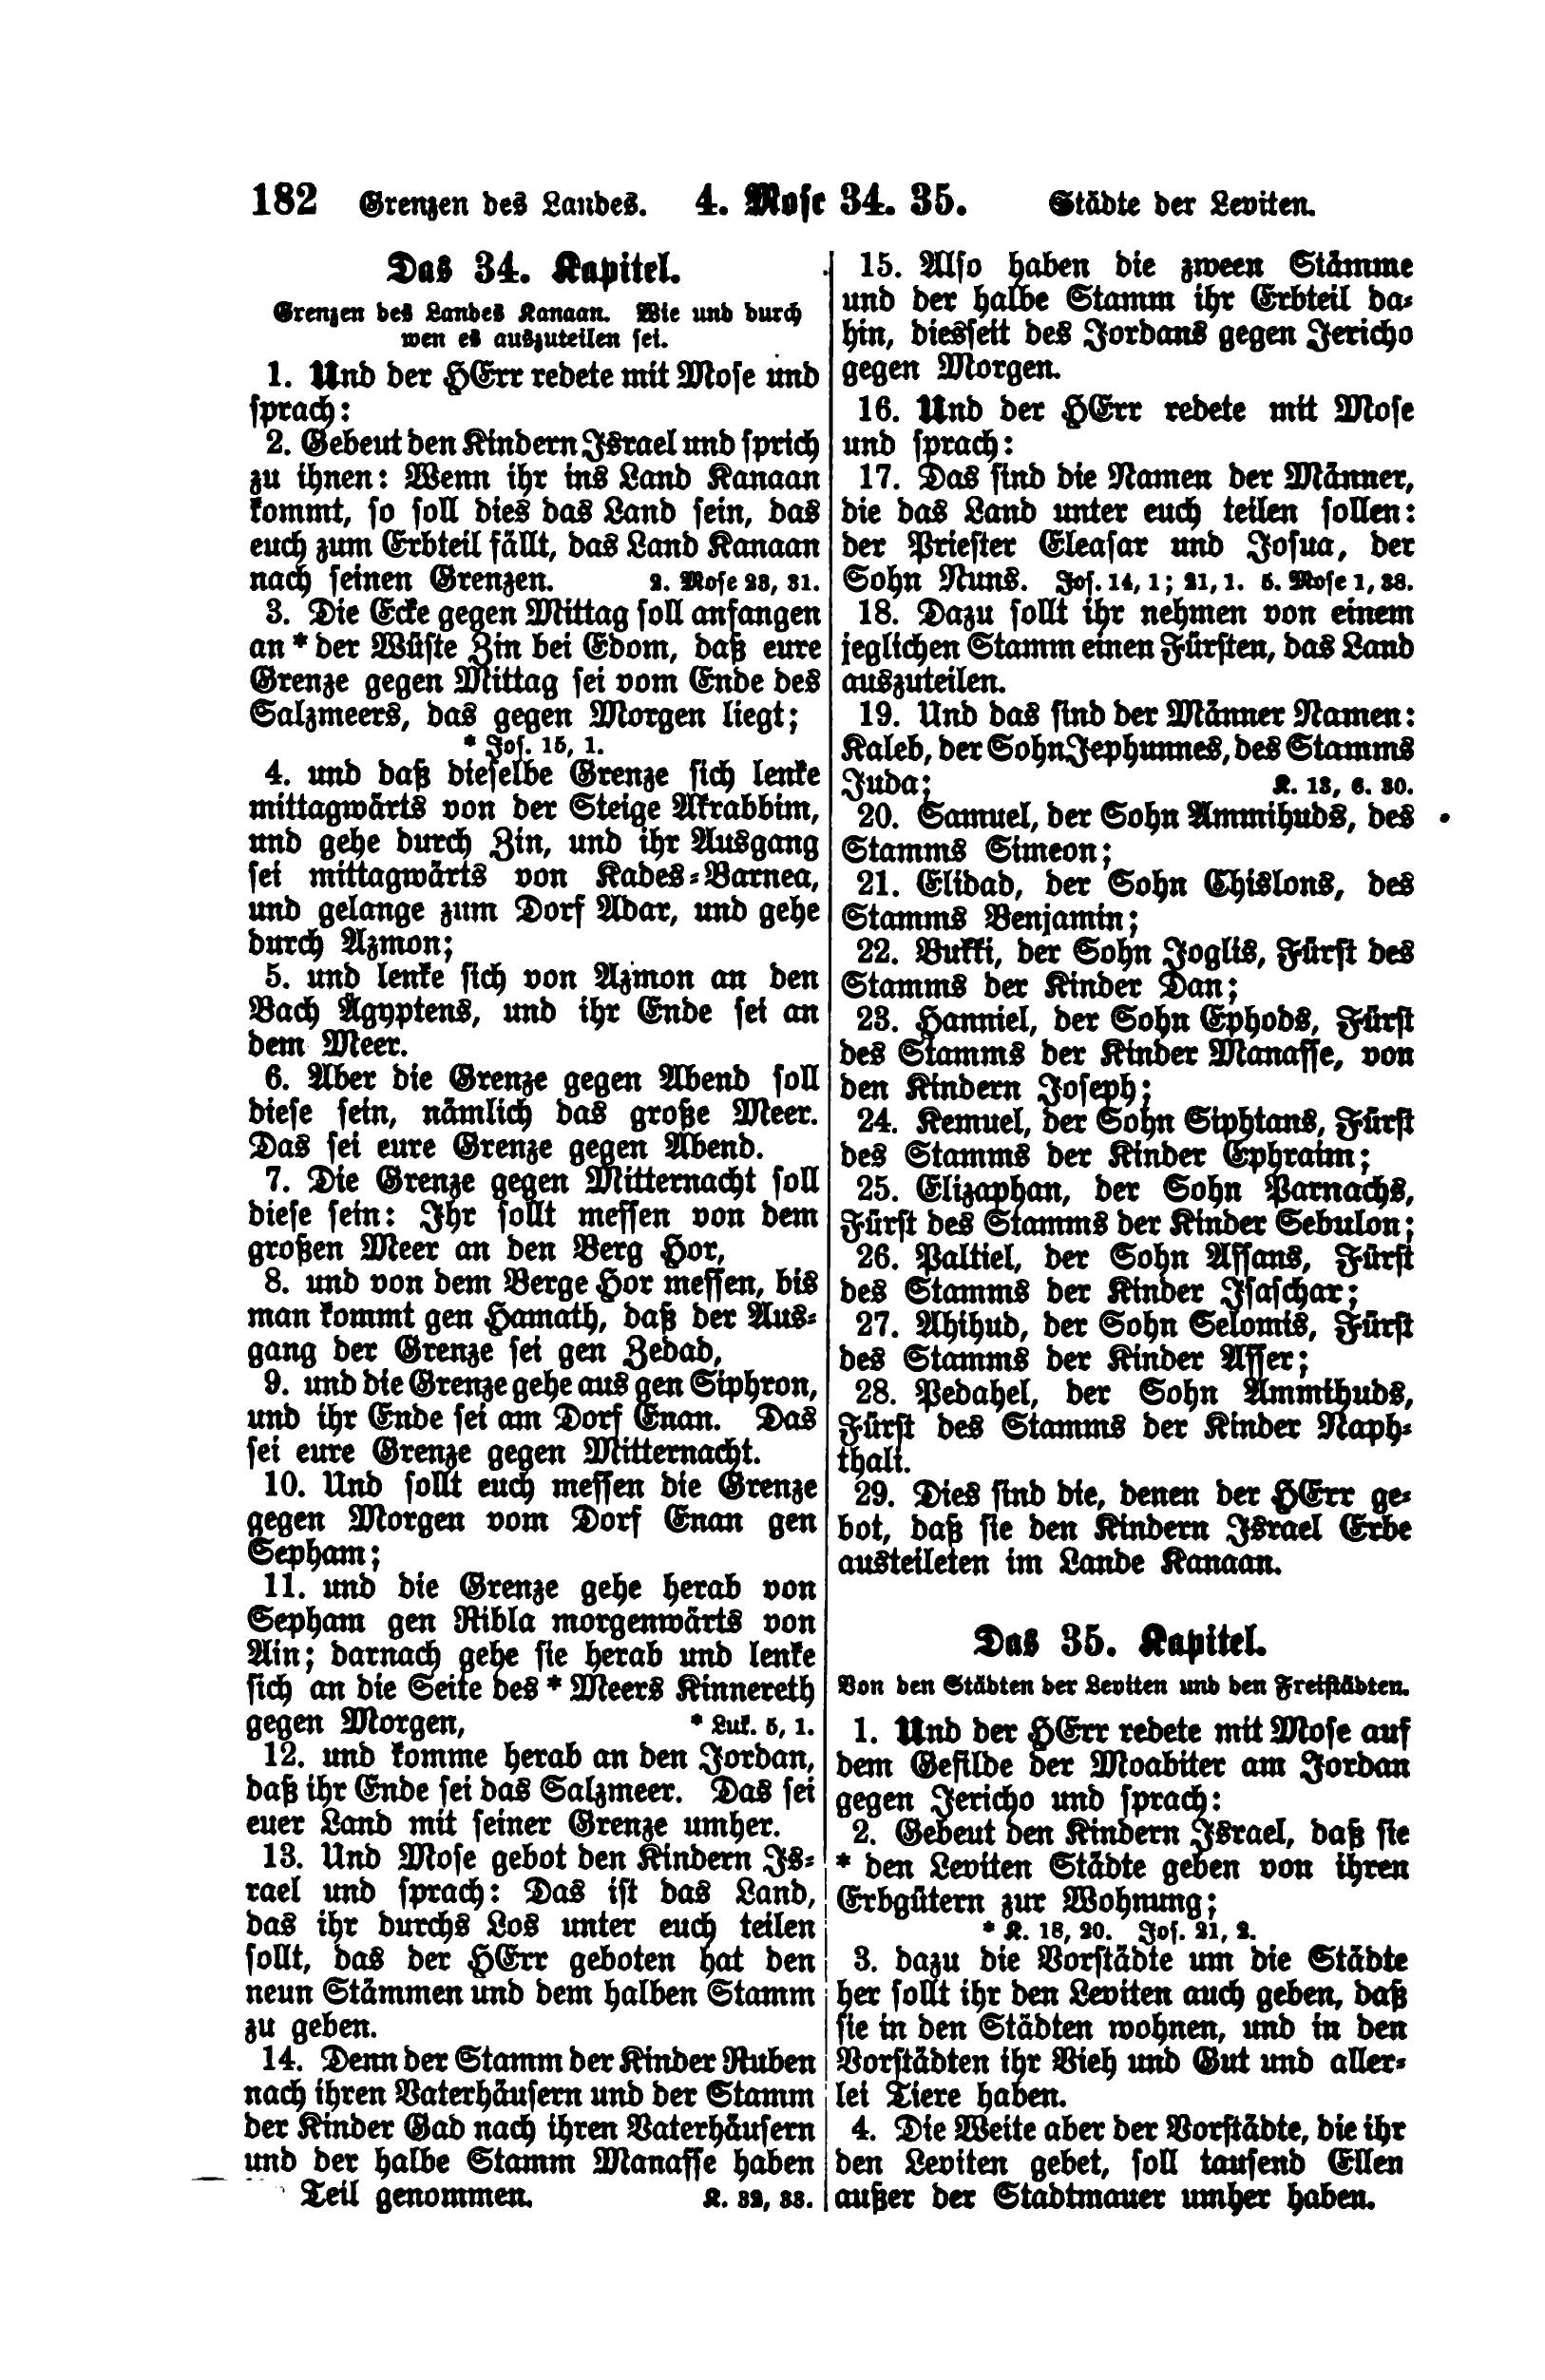 182 Grenzen des Landes. 4. Mose 34. 35. Städte der Leviten.
Das 34. Kapitel.
Grenzen des Landes Kanaan. Wie und durch
wen es auszuteilen sei.
1. Und der HErr redete mit Mose und
sprach:
2. Gebeut den Kindern Israel und sprich
zu ihnen: Wenn ihr ins Land Kanaan
kommt, so soll dies das Land sein, das
euch zum Erbteil fällt, das Land Kanaan
nach seinen Grenzen. 2. Mose 23, 31.
3. Die Ecke gegen Mittag soll anfangen
an * der Wüste Zin bei Edom, daß eure
Grenze gegen Mittag sei vom Ende des
Salzmeers, das gegen Morgen liegt;
* Jos. 15, 1.
4. und daß dieselbe Grenze sich lenke
mittagwärts von der Steige Akrabbim,
und gehe durch Zin, und ihr Ausgang
sei mittagwärts von Kades-Barnea,
und gelange zum Dorf Adar, und gehe
durch Azmon;
5. und lenke sich von Azmon an den
Bach Ägyptens, und ihr Ende sei an
dem Meer.
6. Aber die Grenze gegen Abend soll
diese sein, nämlich das große Meer.
Das sei eure Grenze gegen Abend.
7. Die Grenze gegen Mitternacht soll
diese sein: Ihr sollt messen von dem
großen Meer an den Berg Hor,
8. und von dem Berge Hor messen, bis
man kommt gen Hamath, daß der Aus-
gang der Grenze sei gen Zedad,
9. und die Grenze gehe aus gen Siphron,
und ihr Ende sei am Dorf Enan. Das
sei eure Grenze gegen Mitternacht.
10. Und sollt euch messen die Grenze
gegen Morgen vom Dorf Enan gen
Sepham;
11. und die Grenze gehe herab von
Sepham gen Ribla morgenwärts von
Ain; darnach gehe sie herab und lenke
sich an die Seite des * Meers Kinnereth
gegen Morgen, * Luk. 5, 1.
12. und komme herab an den Jordan,
daß ihr Ende sei das Salzmeer. Das sei
euer Land mit seiner Grenze umher.
13. Und Mose gebot den Kindern Is-
rael und sprach: Das ist das Land,
das ihr durchs Los unter euch teilen
sollt, das der HErr geboten hat den
neun Stämmen und dem halben Stamm
zu geben.
14. Denn der Stamm der Kinder Ruben
nach ihren Vaterhäusern und der Stamm
der Kinder Gad nach ihren Vaterhäusern
und der halbe Stamm Manasse haben
Teil genommen. K. 32, 33.
15. Also haben die zween Stämme
und der halbe Stamm ihr Erbteil da-
hin, diesseit des Jordans gegen Jericho
gegen Morgen.
16. Und der HErr redete mit Mose
und sprach:
17. Das sind die Namen der Männer,
die das Land unter euch teilen sollen:
der Priester Eleasar und Josua, der
Sohn Nuns. Jos. 14, 1; 21, 1. 5. Mose 1, 38.
18. Dazu sollt ihr nehmen von einem
jeglichen Stamm einen Fürsten, das Land
auszuteilen.
19. Und das sind der Männer Namen:
Kaleb, der Sohn Jephunnes, des Stamms
Juda; K. 13, 6. 30.
20. Samuel, der Sohn Ammihuds, des
Stamms Simeon;
21. Elidad, der Sohn Chislons, des
Stamms Benjamin;
22. Bukki, der Sohn Joglis, Fürst des
Stamms der Kinder Dan;
23. Hanniel, der Sohn Ephods, Fürst
des Stamms der Kinder Manasse, von
den Kindern Joseph;
24. Kemuel, der Sohn Siphtans, Fürst
des Stamms der Kinder Ephraim;
25. Elizaphan, der Sohn Parnachs,
Fürst des Stamms der Kinder Sebulon;
26. Paltiel, der Sohn Assans, Fürst
des Stamms der Kinder Isaschar;
27. Ahihud, der Sohn Selomis, Fürst
des Stamms der Kinder Asser;
28. Pedahel, der Sohn Ammihuds,
Fürst des Stamms der Kinder Naph-
thali.
29. Dies sind die, denen der HErr ge-
bot, daß sie den Kindern Israel Erbe
austeileten im Lande Kanaan.
Das 35. Kapitel.
Von den Städten der Leviten und den Freistädten.
1. Und der HErr redete mit Mose auf
dem Gefilde der Moabiter am Jordan
gegen Jericho und sprach:
2. Gebeut den Kindern Israel, daß sie
* den Leviten Städte geben von ihren
Erbgütern zur Wohnung;
* K. 18, 20. Jos. 21, 2.
3. dazu die Vorstädte um die Städte
her sollt ihr den Leviten auch geben, daß
sie in den Städten wohnen, und in den
Vorstädten ihr Vieh und Gut und aller-
lei Tiere haben.
4. Die Weite aber der Vorstädte, die ihr
den Leviten gebet, soll tausend Ellen
außer der Stadtmauer umher haben.